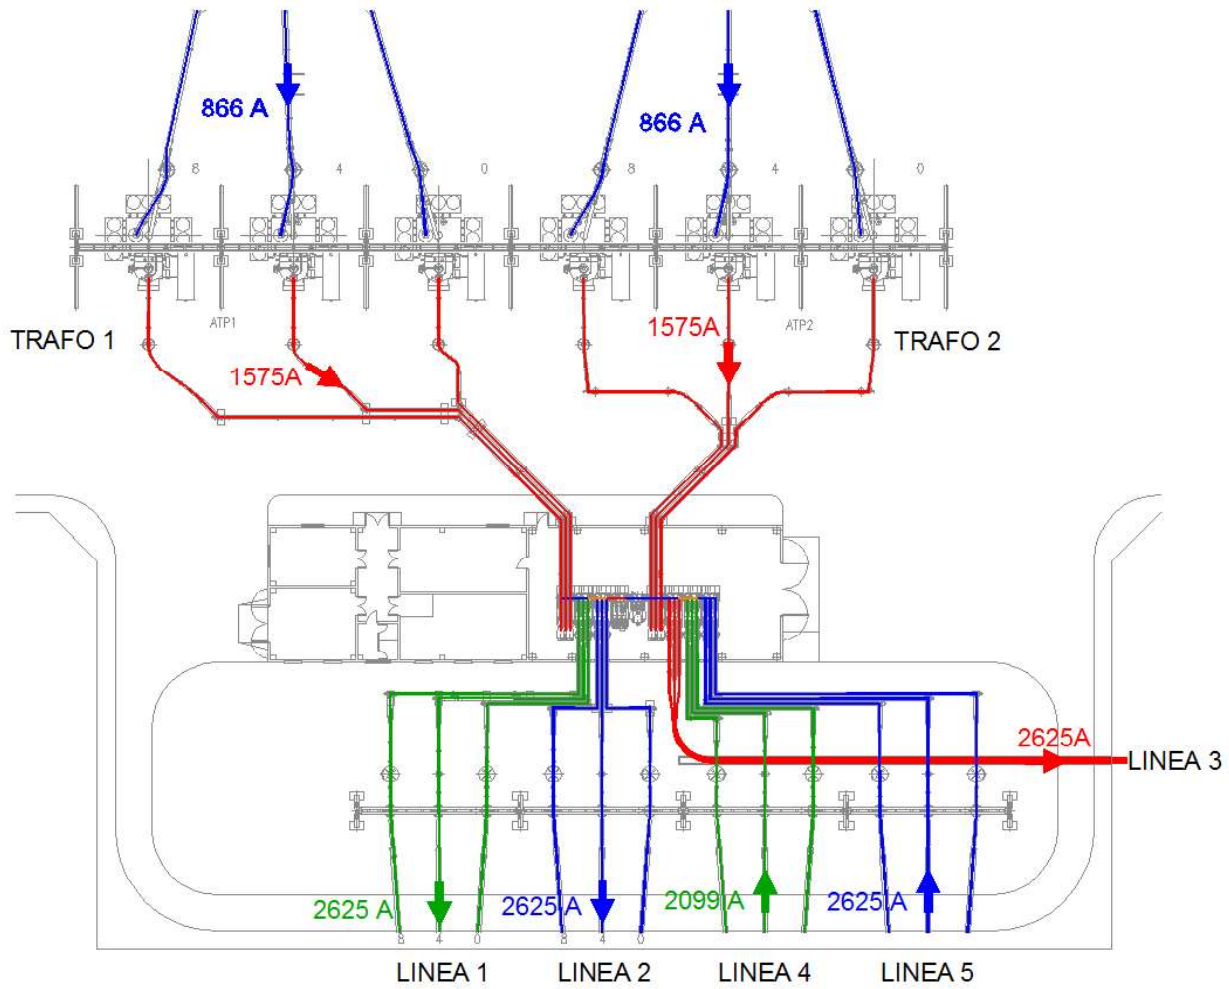 866 A
866 A
8
4
0
8
4
0
ATP1
ATP2
TRAFO 1
1575A
TRAFO 2
1575A
2625A
LINEA 3
2625 A
2625 A
2099 A
2625 A
8 4 0
8 4 0
LINEA 1
LINEA 2
LINEA 4
LINEA 5